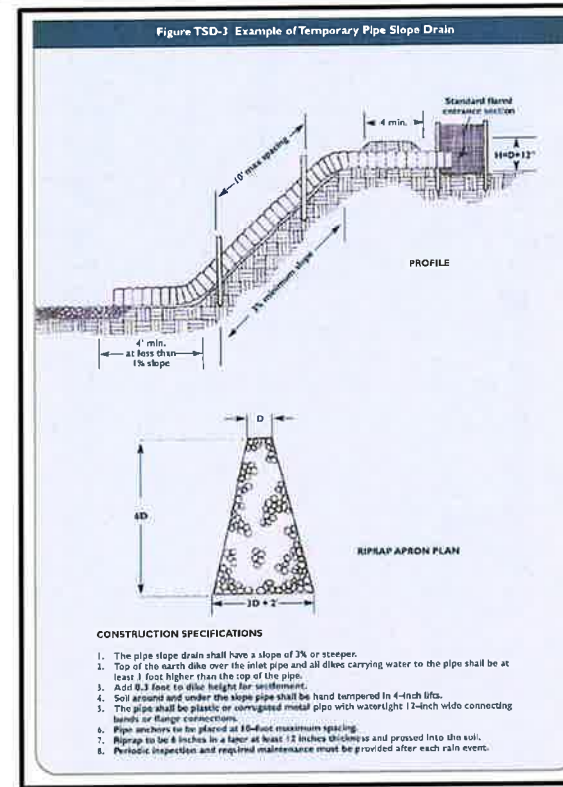 Figure TSD-3 Example of Temporary Pipe Slope Drain
Standard flared
entrance section
4 min.
H=D+12"
10' max spacing
PROFILE
3% minimum slope
4' min.
at less than
1% slope
D
6D
RIPRAP APRON PLAN
3D + 2'
CONSTRUCTION SPECIFICATIONS
1. The pipe slope drain shall have a slope of 3% or steeper.
2. Top of the earth dike over the inlet pipe and all dikes carrying water to the pipe shall be at
least 1 foot higher than the top of the pipe.
3. Add 0.3 foot to dike height for settlement.
4. Soil around and under the slope pipe shall be hand tampered in 4-inch lifts.
5. The pipe shall be plastic or corrugated metal pipe with watertight 12-inch wide connecting
bands or flange connections.
6. Pipe anchors to be placed at 10-foot maximum spacing.
7. Riprap to be 6 inches in a layer at least 12 inches thickness and pressed into the soil.
8. Periodic inspection and required maintenance must be provided after each rain event.